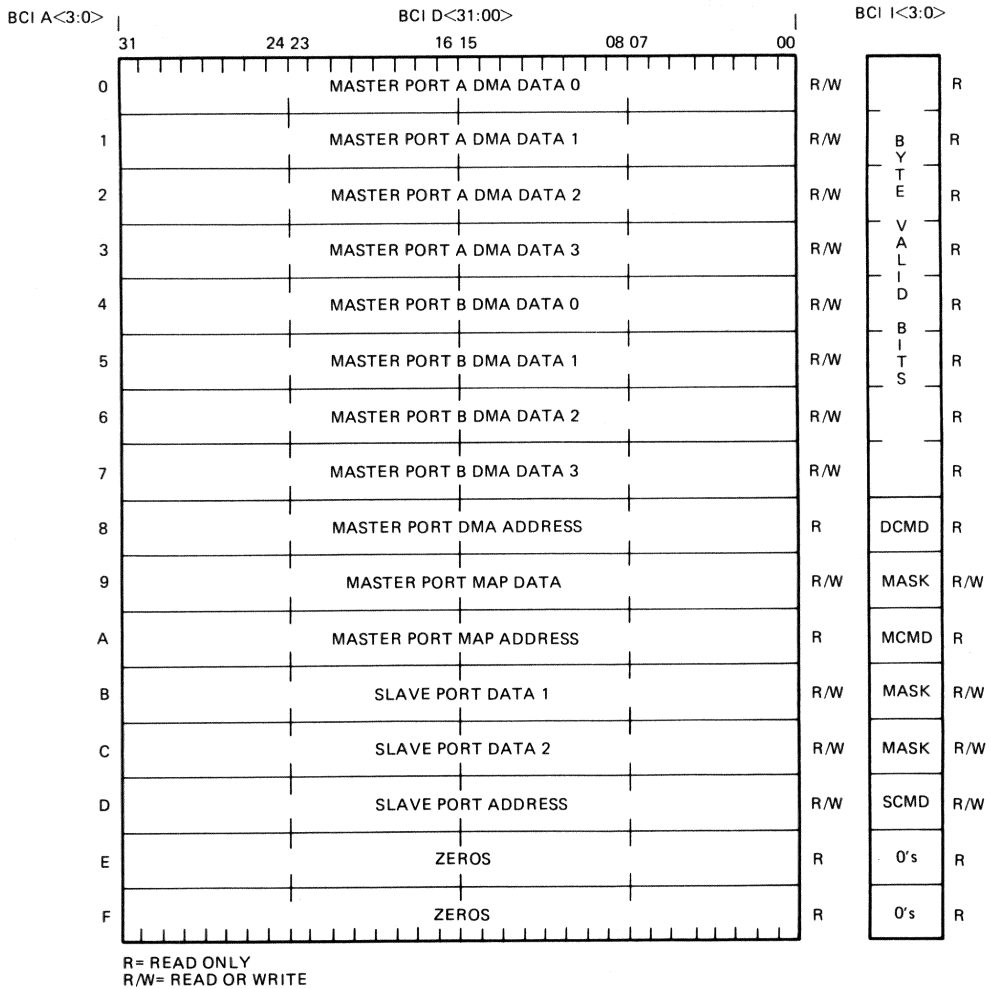 BCI A<3:0> BCI D<31:00> BCI I<3:0>
31 24 23 16 15 08 07 00
0 MASTER PORT A DMA DATA 0 R/W R
1 MASTER PORT A DMA DATA 1 R/W R
2 MASTER PORT A DMA DATA 2 R/W R
3 MASTER PORT A DMA DATA 3 R/W R
4 MASTER PORT B DMA DATA 0 R/W R
5 MASTER PORT B DMA DATA 1 R/W R
6 MASTER PORT B DMA DATA 2 R/W R
7 MASTER PORT B DMA DATA 3 R/W R
BYTE VALID BITS
8 MASTER PORT DMA ADDRESS R DCMD R
9 MASTER PORT MAP DATA R/W MASK R/W
A MASTER PORT MAP ADDRESS R MCMD R
B SLAVE PORT DATA 1 R/W MASK R/W
C SLAVE PORT DATA 2 R/W MASK R/W
D SLAVE PORT ADDRESS R/W SCMD R/W
E ZEROS R 0's R
F ZEROS R 0's R
R= READ ONLY
R/W= READ OR WRITE